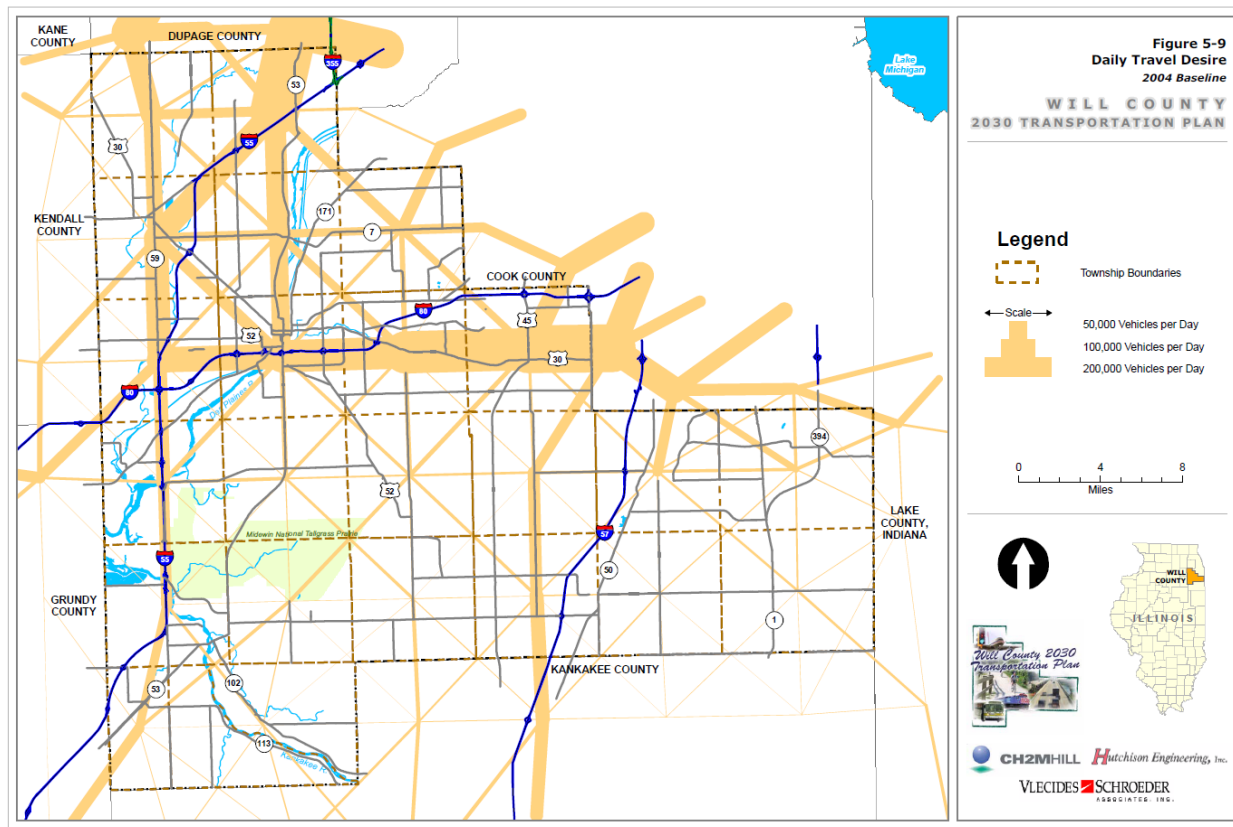 KANE
COUNTY
DUPAGE COUNTY
355
Lake
Michigan
53
55
30
KENDALL
COUNTY
171
7
59
COOK COUNTY
80
45
52
30
80
Des Plaines R.
394
52
LAKE
COUNTY,
INDIANA
Midewin National Tallgrass Prairie
57
55
50
GRUNDY
COUNTY
1
KANKAKEE COUNTY
102
53
113
Kankakee R.
Figure 5-9
Daily Travel Desire
2004 Baseline
WILL COUNTY
2030 TRANSPORTATION PLAN
Legend
Township Boundaries
Scale
50,000 Vehicles per Day
100,000 Vehicles per Day
200,000 Vehicles per Day
0 4 8
Miles
WILL
COUNTY
ILLINOIS
Will County 2030
Transportation Plan
CH2MHILL
Hutchison Engineering, Inc.
VLECIDES SCHROEDER
ASSOCIATES, INC.